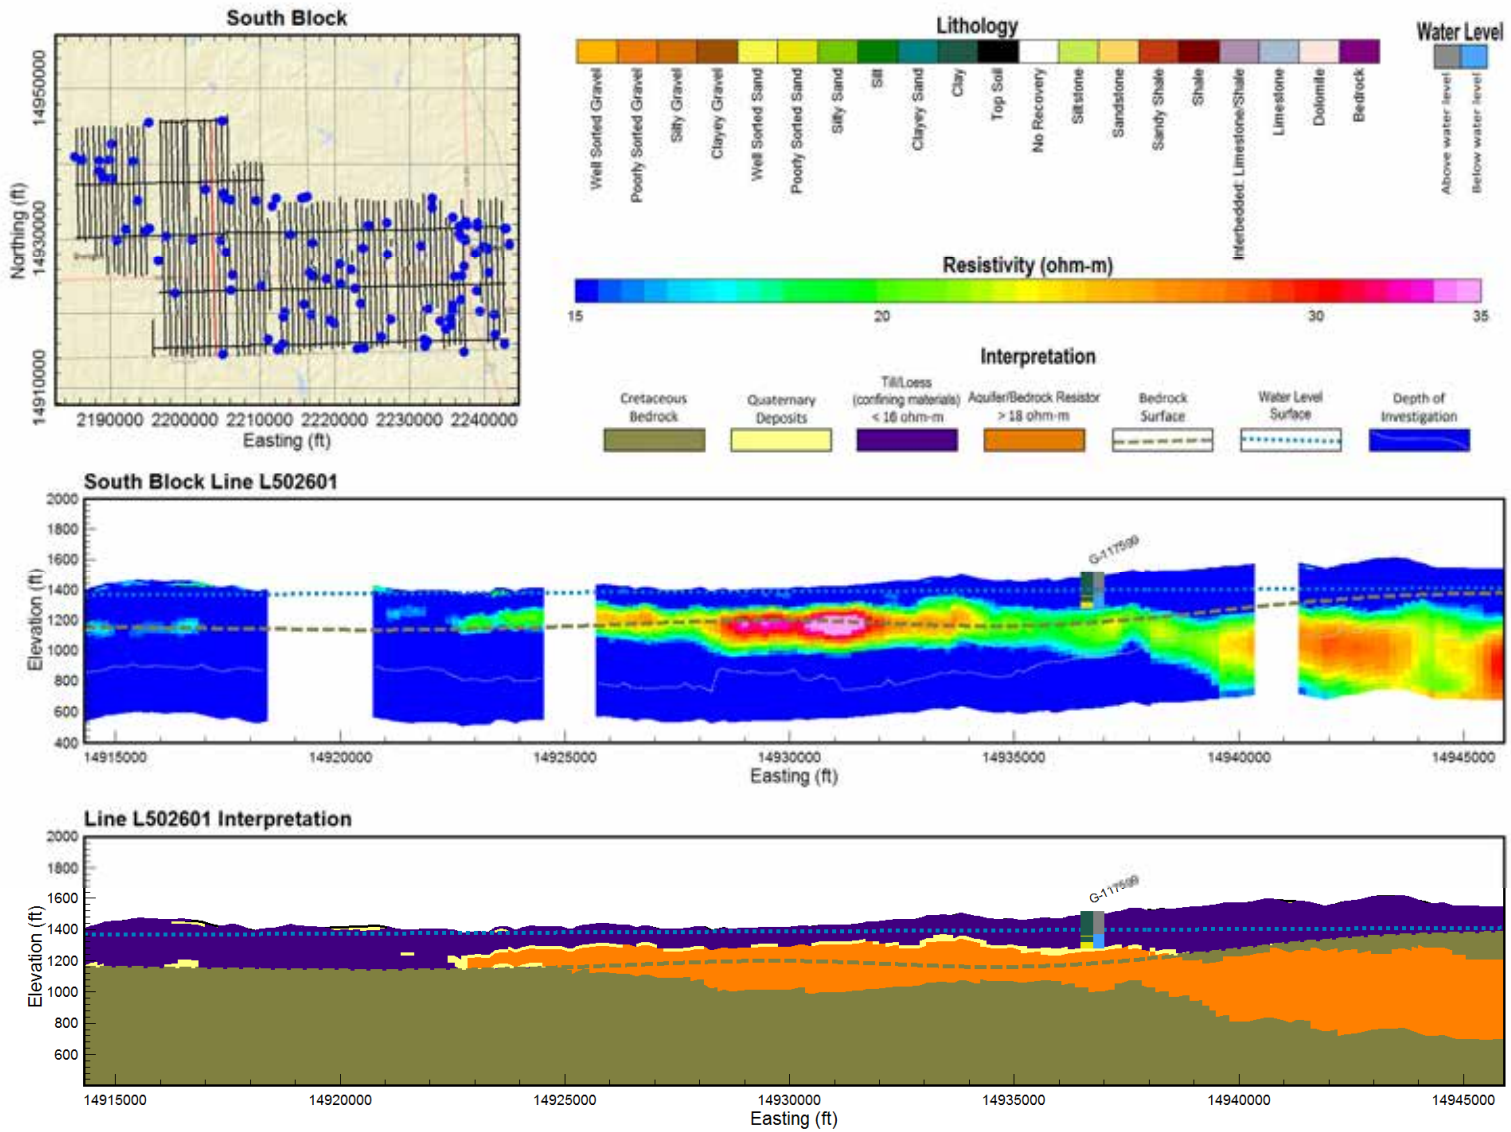 South Block
Northing (ft)
14950000
14930000
14910000
2190000 2200000 2210000 2220000 2230000 2240000
Easting (ft)
Lithology
Well Sorted Gravel
Poorly Sorted Gravel
Silty Gravel
Clayey Gravel
Well Sorted Sand
Poorly Sorted Sand
Silty Sand
Silt
Clayey Sand
Clay
Top Soil
No Recovery
Siltstone
Sandstone
Sandy Shale
Shale
Interbedded: Limestone/Shale
Limestone
Dolomite
Bedrock
Water Level
Above water level
Below water level
Resistivity (ohm-m)
15 20 30 35
Interpretation
Cretaceous
Bedrock
Quaternary
Deposits
Till/Loess
(confining materials)
< 16 ohm-m
Aquifer/Bedrock Resistor
> 18 ohm-m
Bedrock
Surface
Water Level
Surface
Depth of
Investigation
South Block Line L502601
Elevation (ft)
2000
1800
1600
1400
1200
1000
800
600
400
G-117599
14915000 14920000 14925000 14930000 14935000 14940000 14945000
Easting (ft)
Line L502601 Interpretation
Elevation (ft)
2000
1800
1600
1400
1200
1000
800
600
G-117599
14915000 14920000 14925000 14930000 14935000 14940000 14945000
Easting (ft)